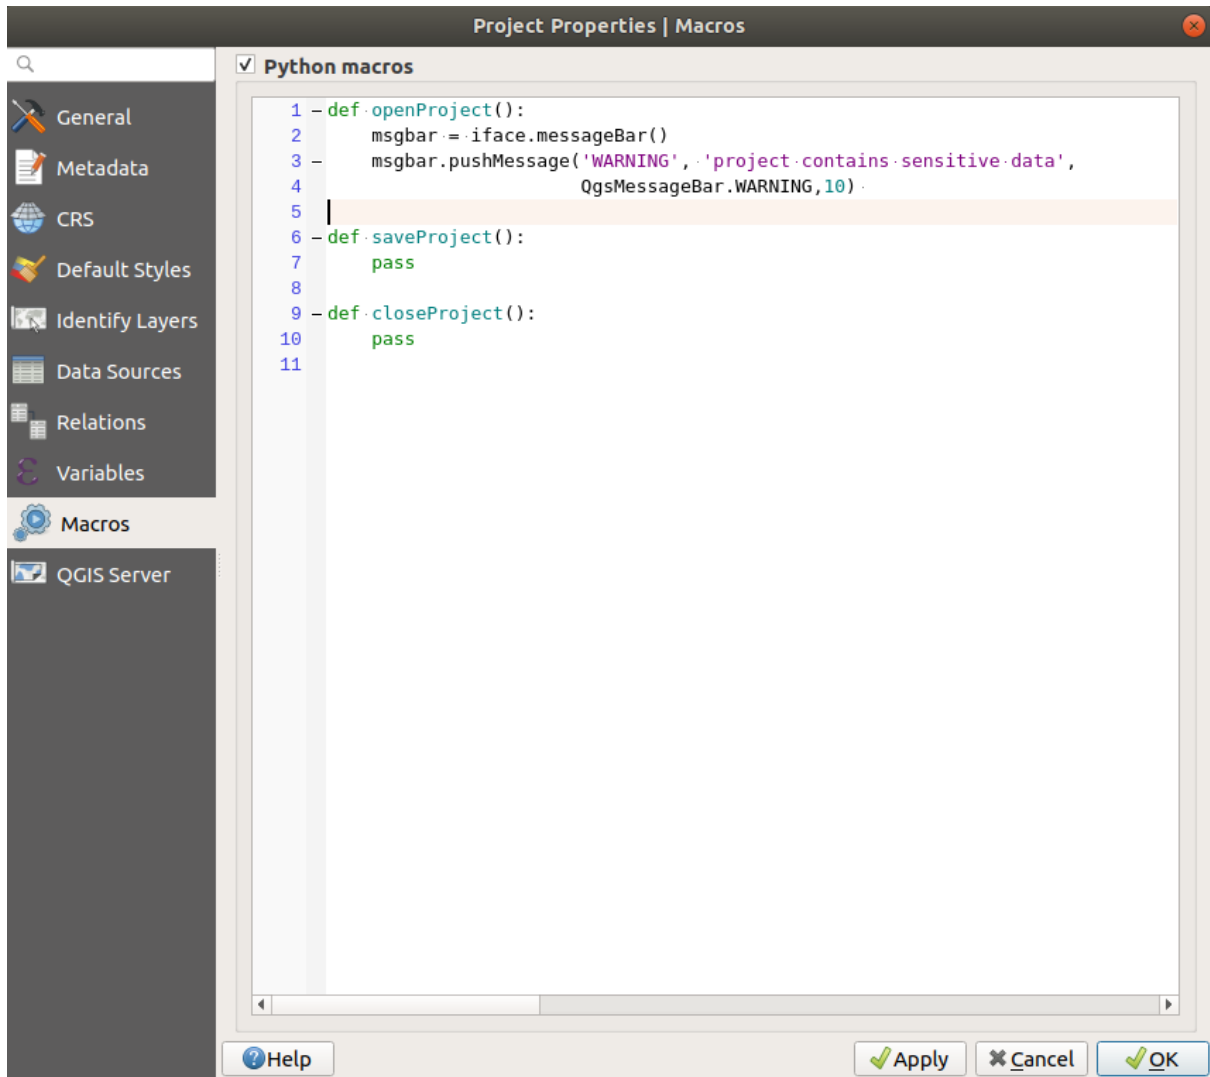 Project Properties | Macros
Python macros
General
Metadata
CRS
Default Styles
Identify Layers
Data Sources
Relations
Variables
Macros
QGIS Server
1 def openProject():
2     msgbar = iface.messageBar()
3     msgbar.pushMessage('WARNING', 'project contains sensitive data',
4                        QgsMessageBar.WARNING,10)
5
6 def saveProject():
7     pass
8
9 def closeProject():
10     pass
11
Help
Apply
Cancel
OK